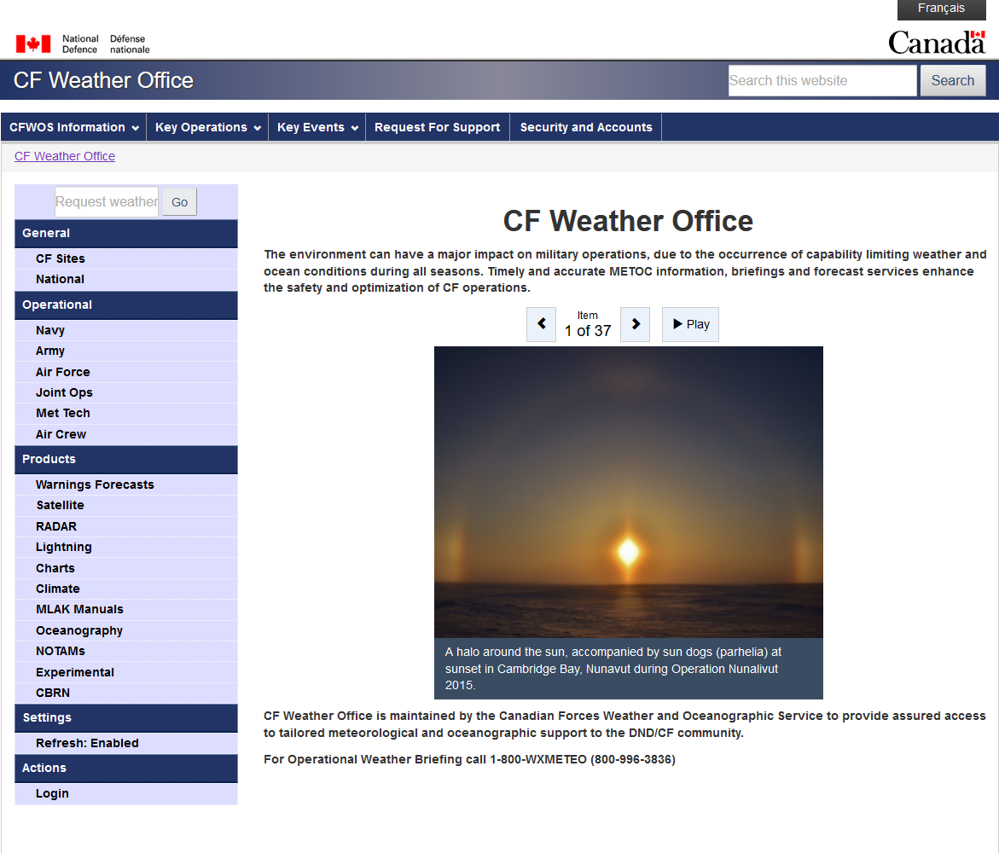 Français
National Défense
Defence nationale
Canada
CF Weather Office
Search this website
Search
CFWOS Information
Key Operations
Key Events
Request For Support
Security and Accounts
CF Weather Office
Request weather
Go
General
CF Sites
National
Operational
Navy
Army
Air Force
Joint Ops
Met Tech
Air Crew
Products
Warnings Forecasts
Satellite
RADAR
Lightning
Charts
Climate
MLAK Manuals
Oceanography
NOTAMs
Experimental
CBRN
Settings
Refresh: Enabled
Actions
Login
CF Weather Office
The environment can have a major impact on military operations, due to the occurrence of capability limiting weather and
ocean conditions during all seasons. Timely and accurate METOC information, briefings and forecast services enhance
the safety and optimization of CF operations.
Item
1 of 37
Play
A halo around the sun, accompanied by sun dogs (parhelia) at
sunset in Cambridge Bay, Nunavut during Operation Nunalivut
2015.
CF Weather Office is maintained by the Canadian Forces Weather and Oceanographic Service to provide assured access
to tailored meteorological and oceanographic support to the DND/CF community.
For Operational Weather Briefing call 1-800-WXMETEO (800-996-3836)